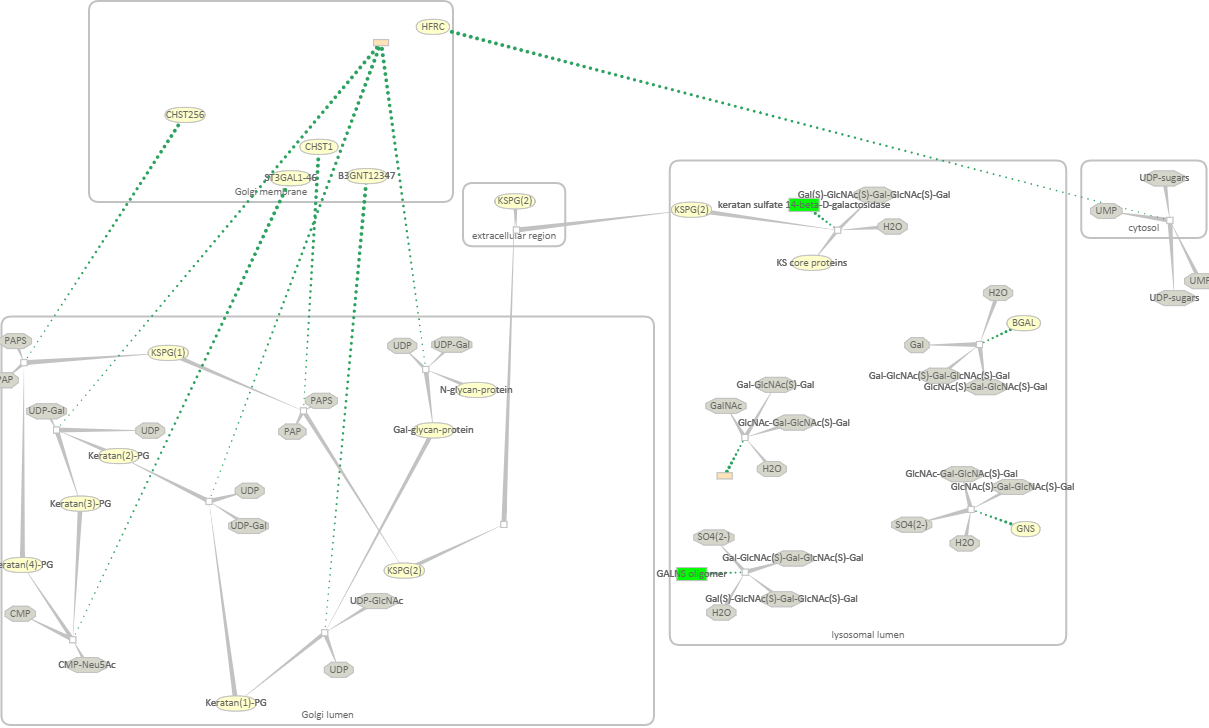 HFRC
CHST256
CHST1
ST3GAL1-46
B3GNT12347
Golgi membrane
KSPG(2)
extracellular region
KSPG(2)
Gal(S)-GlcNAc(S)-Gal-GlcNAc(S)-Gal
keratan sulfate 14-beta-D-galactosidase
H2O
KS core proteins
UDP-sugars
UMP
cytosol
UMP
UDP-sugars
H2O
BGAL
Gal
Gal-GlcNAc(S)-Gal-GlcNAc(S)-Gal
GlcNAc(S)-Gal-GlcNAc(S)-Gal
Gal-GlcNAc(S)-Gal
GalNAc
GlcNAc-Gal-GlcNAc(S)-Gal
H2O
GlcNAc-Gal-GlcNAc(S)-Gal
GlcNAc(S)-Gal-GlcNAc(S)-Gal
SO4(2-)
GNS
H2O
SO4(2-)
Gal-GlcNAc(S)-Gal-GlcNAc(S)-Gal
GALNS oligomer
Gal(S)-GlcNAc(S)-Gal-GlcNAc(S)-Gal
H2O
lysosomal lumen
PAPS
KSPG(1)
PAP
UDP
UDP-Gal
N-glycan-protein
PAPS
PAP
Gal-glycan-protein
UDP-Gal
UDP
Keratan(2)-PG
UDP
UDP-Gal
Keratan(3)-PG
eratan(4)-PG
KSPG(2)
CMP
UDP-GlcNAc
CMP-Neu5Ac
UDP
Keratan(1)-PG
Golgi lumen